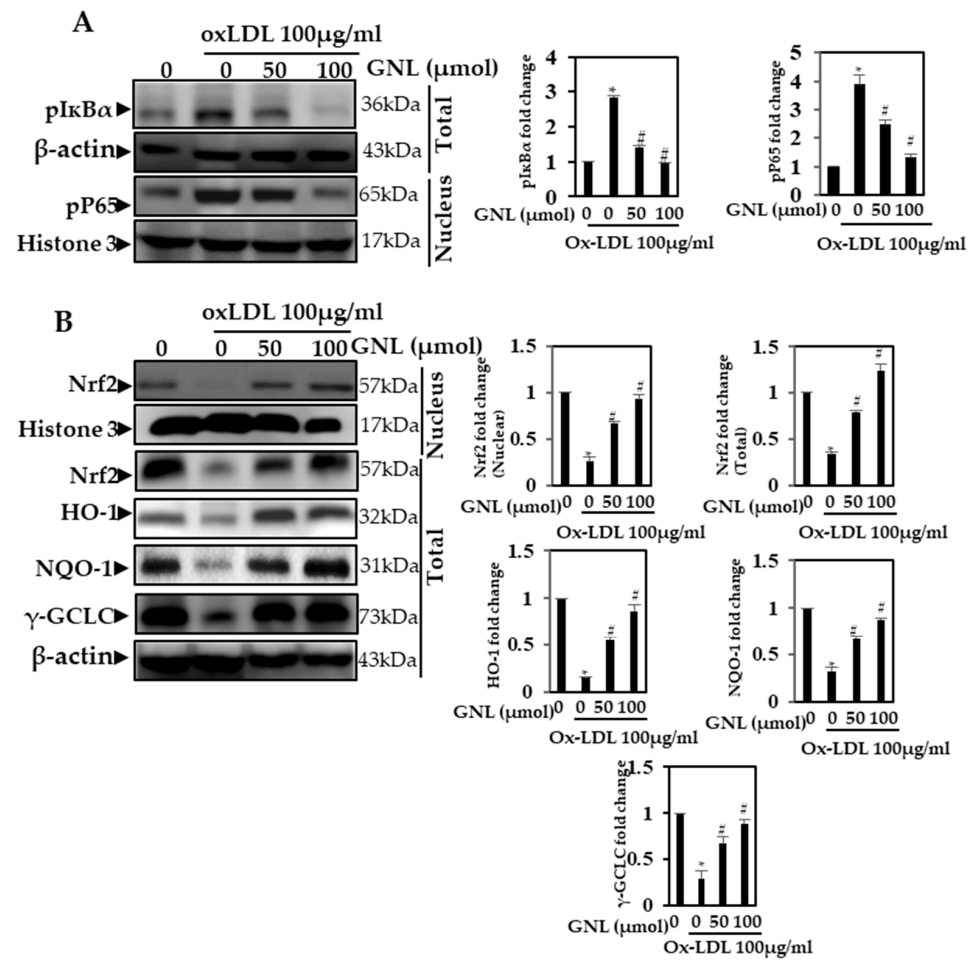 A
oxLDL 100μg/ml
0 0 50 100 GNL (μmol)
pIκBα 36kDa
β-actin 43kDa
Total
pP65 65kDa
Histone 3 17kDa
Nucleus
pIκBα fold change
4
3
2
1
0
*
#
#
GNL (μmol) 0 0 50 100
Ox-LDL 100μg/ml
pP65 fold change
5
4
3
2
1
0
*
#
#
GNL (μmol) 0 0 50 100
Ox-LDL 100μg/ml
B
oxLDL 100μg/ml
0 0 50 100 GNL (μmol)
Nrf2 57kDa
Histone 3 17kDa
Nucleus
Nrf2 57kDa
HO-1 32kDa
NQO-1 31kDa
γ-GCLC 73kDa
β-actin 43kDa
Total
Nrf2 fold change
(Nuclear)
1.5
1
0.5
0
*
#
#
GNL (μmol) 0 0 50 100
Ox-LDL 100μg/ml
Nrf2 fold change
(Total)
1.5
1
0.5
0
*
#
#
GNL (μmol) 0 0 50 100
Ox-LDL 100μg/ml
HO-1 fold change
1.5
1
0.5
0
*
#
#
GNL (μmol) 0 0 50 100
Ox-LDL 100μg/ml
NQO-1 fold change
1.5
1
0.5
0
*
#
#
GNL (μmol) 0 0 50 100
Ox-LDL 100μg/ml
γ-GCLC fold change
1.5
1
0.5
0
*
#
#
GNL (μmol) 0 0 50 100
Ox-LDL 100μg/ml